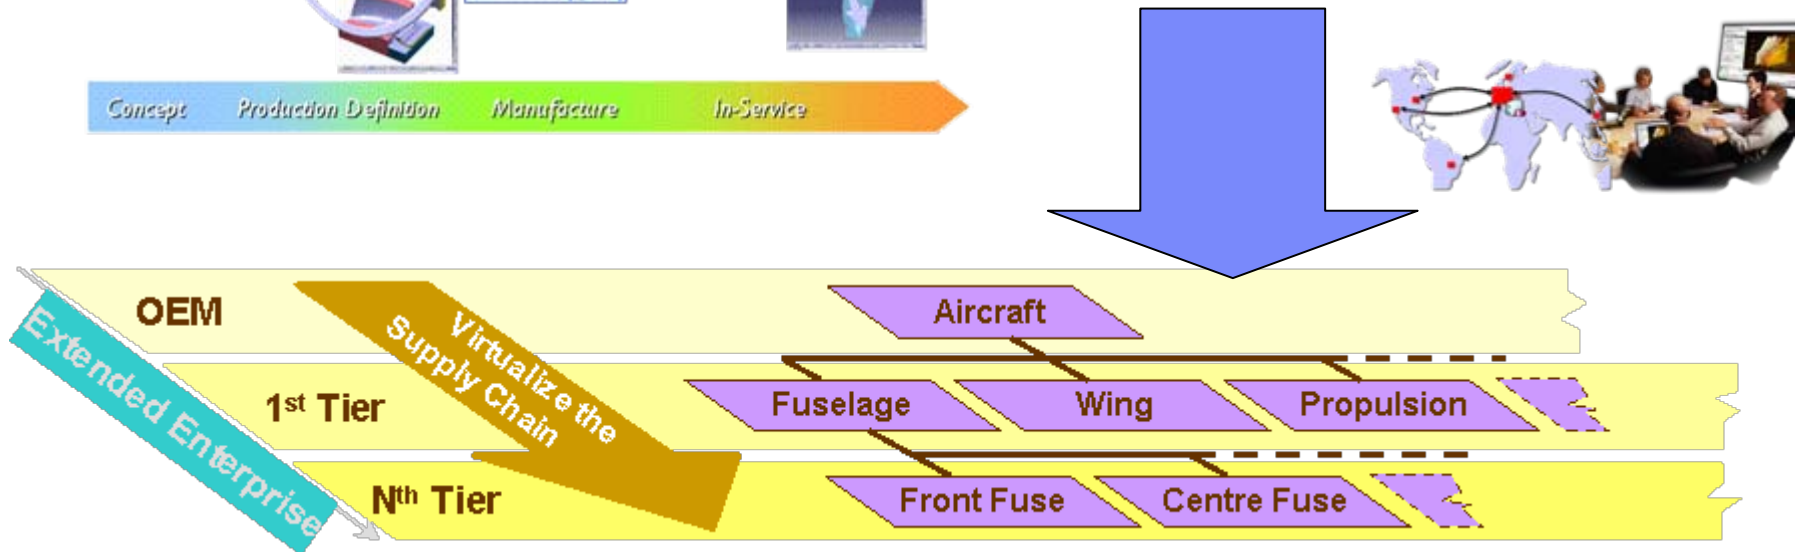 Concept Production Definition Manufacture In-Service
OEM
Aircraft
Extended Enterprise
Virtualize the
Supply Chain
1st Tier
Fuselage
Wing
Propulsion
Nth Tier
Front Fuse
Centre Fuse